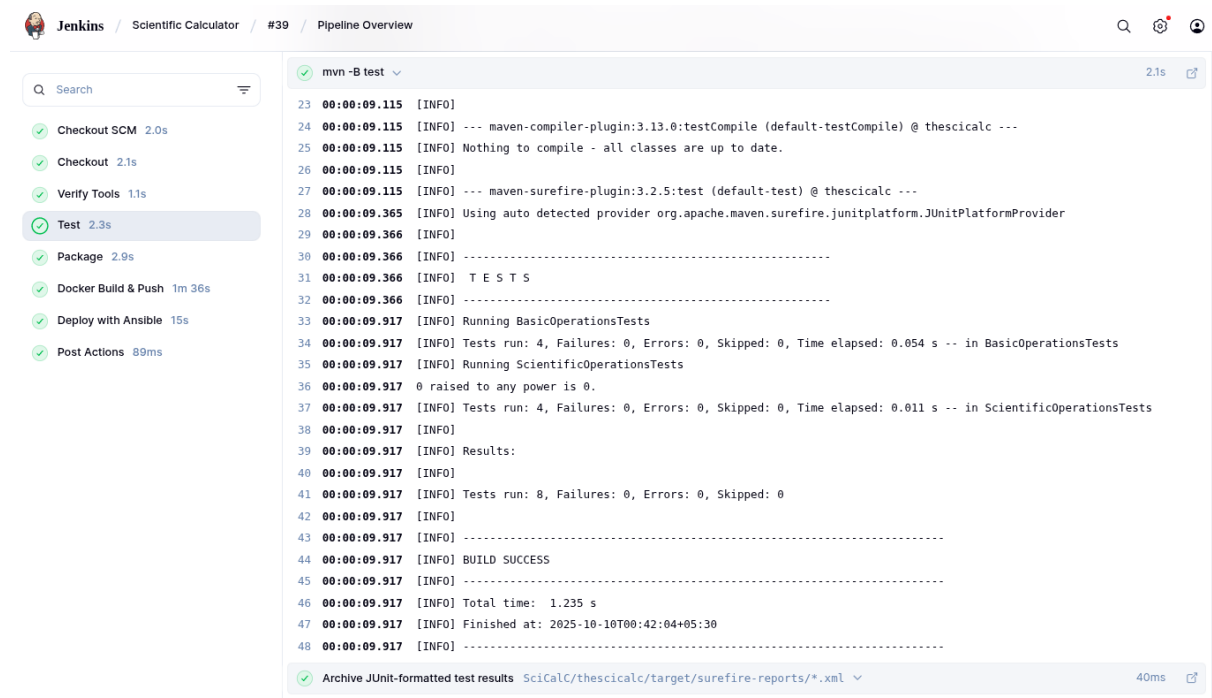 Jenkins / Scientific Calculator / #39 / Pipeline Overview
Search
Checkout SCM 2.0s
Checkout 2.1s
Verify Tools 1.1s
Test 2.3s
Package 2.9s
Docker Build & Push 1m 36s
Deploy with Ansible 15s
Post Actions 89ms
mvn -B test 2.1s
23 00:00:09.115 [INFO]
24 00:00:09.115 [INFO] --- maven-compiler-plugin:3.13.0:testCompile (default-testCompile) @ thescicalc ---
25 00:00:09.115 [INFO] Nothing to compile - all classes are up to date.
26 00:00:09.115 [INFO]
27 00:00:09.115 [INFO] --- maven-surefire-plugin:3.2.5:test (default-test) @ thescicalc ---
28 00:00:09.365 [INFO] Using auto detected provider org.apache.maven.surefire.junitplatform.JUnitPlatformProvider
29 00:00:09.366 [INFO]
30 00:00:09.366 [INFO] -------------------------------------------------------
31 00:00:09.366 [INFO]  T E S T S
32 00:00:09.366 [INFO] -------------------------------------------------------
33 00:00:09.917 [INFO] Running BasicOperationsTests
34 00:00:09.917 [INFO] Tests run: 4, Failures: 0, Errors: 0, Skipped: 0, Time elapsed: 0.054 s -- in BasicOperationsTests
35 00:00:09.917 [INFO] Running ScientificOperationsTests
36 00:00:09.917 0 raised to any power is 0.
37 00:00:09.917 [INFO] Tests run: 4, Failures: 0, Errors: 0, Skipped: 0, Time elapsed: 0.011 s -- in ScientificOperationsTests
38 00:00:09.917 [INFO]
39 00:00:09.917 [INFO] Results:
40 00:00:09.917 [INFO]
41 00:00:09.917 [INFO] Tests run: 8, Failures: 0, Errors: 0, Skipped: 0
42 00:00:09.917 [INFO]
43 00:00:09.917 [INFO] ------------------------------------------------------------------------
44 00:00:09.917 [INFO] BUILD SUCCESS
45 00:00:09.917 [INFO] ------------------------------------------------------------------------
46 00:00:09.917 [INFO] Total time:  1.235 s
47 00:00:09.917 [INFO] Finished at: 2025-10-10T00:42:04+05:30
48 00:00:09.917 [INFO] ------------------------------------------------------------------------
Archive JUnit-formatted test results SciCalC/thescicalc/target/surefire-reports/*.xml 40ms